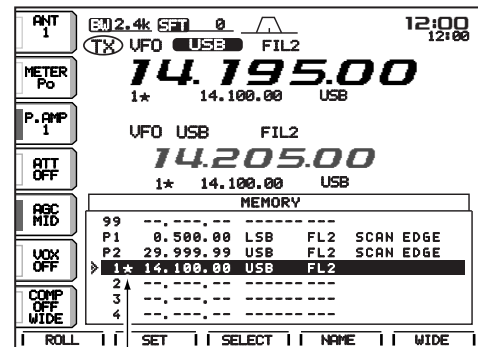 ANT 1
BW 2.4k SFT 0 12:00
12:00
TX VFO USB FIL2
METER Po
14.195.00
1★ 14.100.00 USB
P.AMP 1
VFO USB FIL2
14.205.00
ATT OFF
1★ 14.100.00 USB
AGC MID
MEMORY
99 --.---.-- ------ ---
P1 0.500.00 LSB FL2 SCAN EDGE
P2 29.999.99 USB FL2 SCAN EDGE
VOX OFF
1★ 14.100.00 USB FL2
2 --.---.-- ------ ---
3 --.---.-- ------ ---
4 --.---.-- ------ ---
COMP OFF WIDE
ROLL SET SELECT NAME WIDE